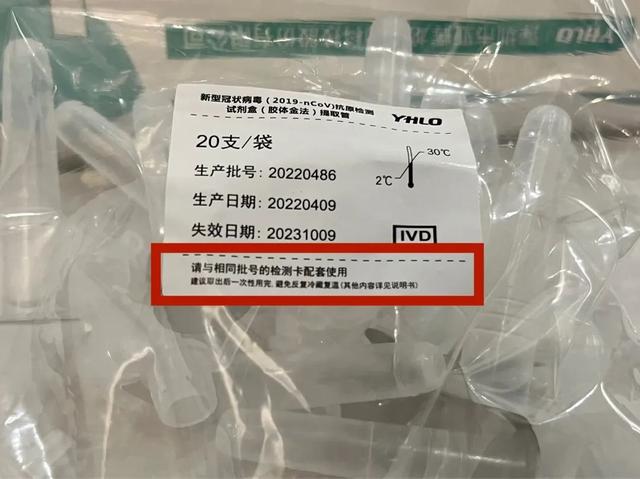 新型冠状病毒（2019-nCoV)抗原检测
试剂盒（胶体金法）提取管
YHLO
20支/袋
生产批号: 20220486
2℃ 30℃
生产日期: 20220409
失效日期: 20231009
IVD
请与相同批号的检测卡配套使用
建议取出后一次性用完, 避免反复冷藏复温(其他内容详见说明书)